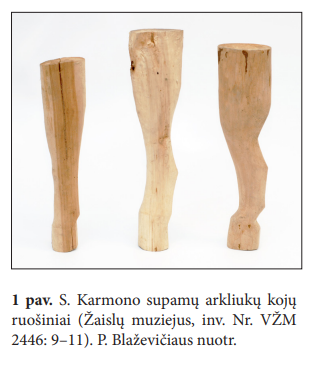 1 pav. S. Karmono supamų arkliukų kojų
ruošiniai (Žaislų muziejus, inv. Nr. VŽM
2446: 9–11). P. Blaževičiaus nuotr.